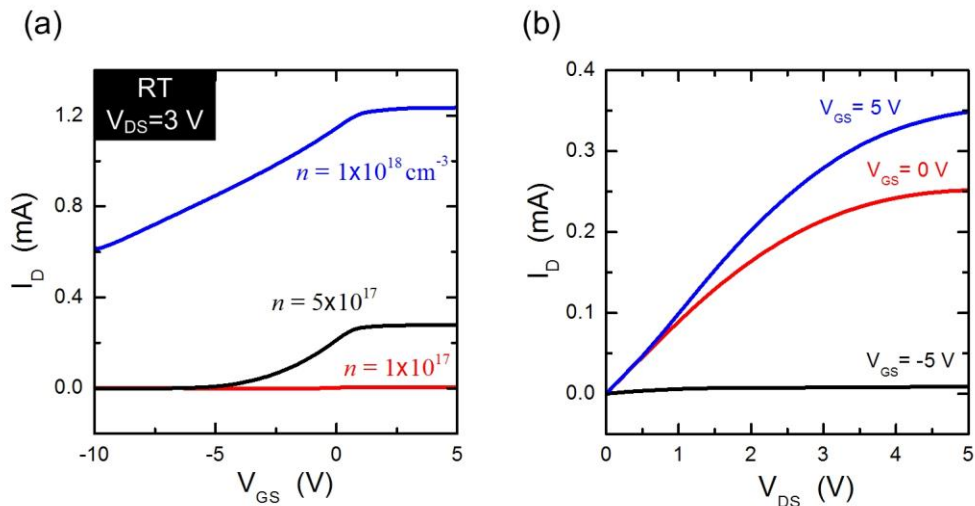 (a)
RT
V_DS=3 V
1.2
0.8
0.4
0.0
I_D (mA)
n = 1x10^18 cm^-3
n = 5x10^17
n = 1x10^17
-10
-5
0
5
V_GS (V)
(b)
0.4
0.3
0.2
0.1
0.0
I_D (mA)
V_GS= 5 V
V_GS= 0 V
V_GS= -5 V
0
1
2
3
4
5
V_DS (V)